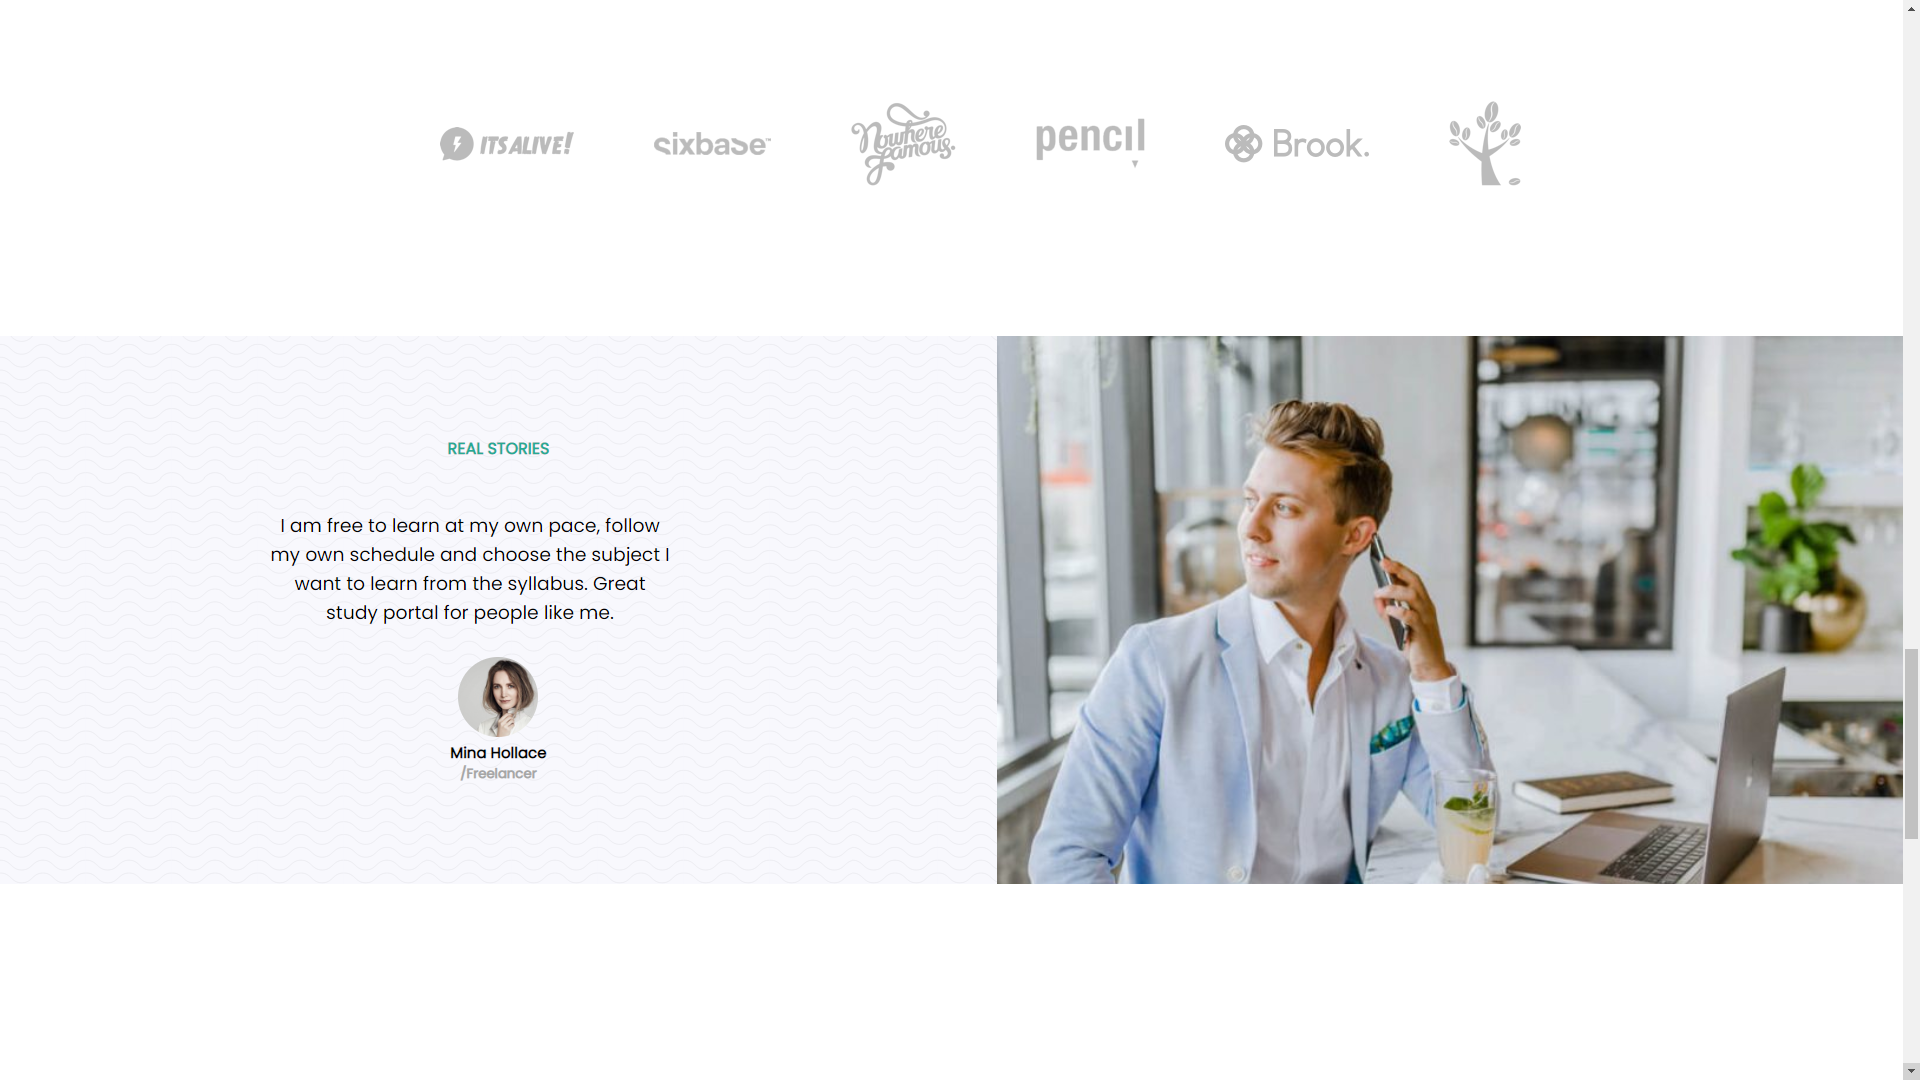 ITS ALIVE!
sixbase™
Nowhere
famous.
pencil
Brook.
REAL STORIES
I am free to learn at my own pace, follow
my own schedule and choose the subject I
want to learn from the syllabus. Great
study portal for people like me.
Mina Hollace
/Freelancer